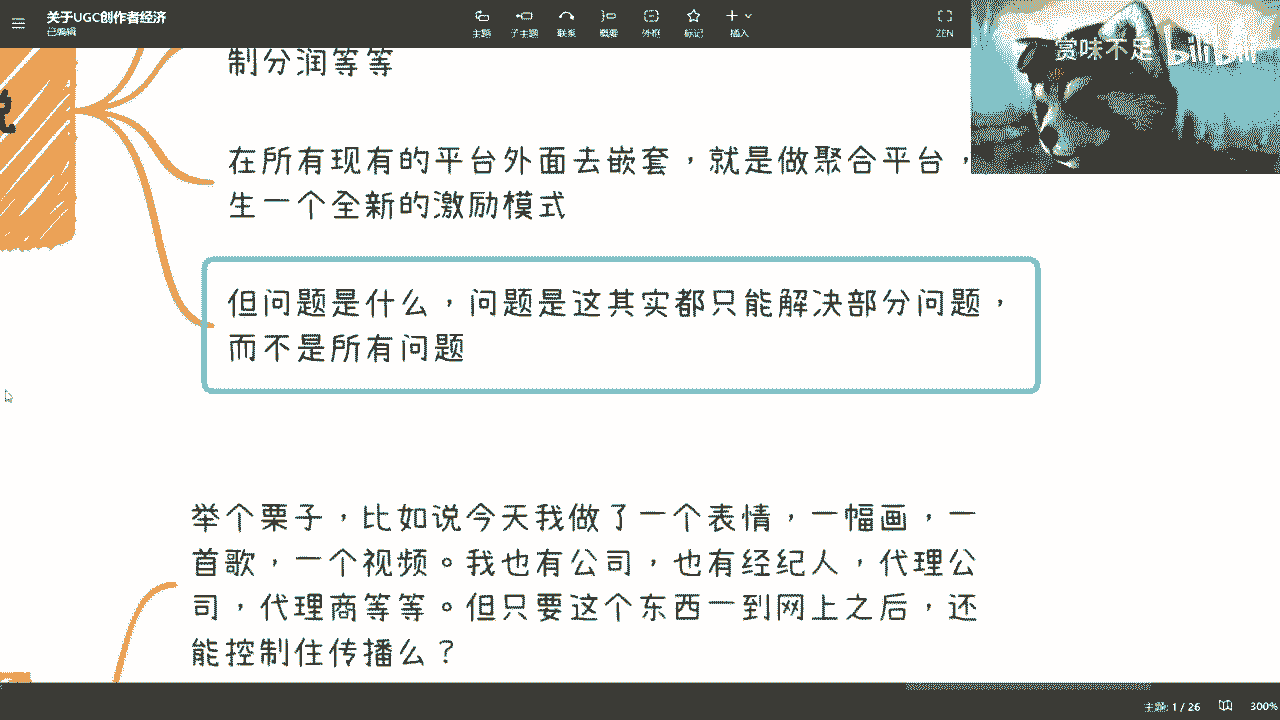 关于UGC创作者经济
已编辑
主题
子主题
联系
概要
外框
标记
插入
ZEN
赏味不足
bilibili
制分润等等
在所有现有的平台外面去嵌套，就是做聚合平台，
生一个全新的激励模式
但问题是什么，问题是这其实都只能解决部分问题，
而不是所有问题
举个栗子，比如说今天我做了一个表情，一幅画，一
首歌，一个视频。我也有公司，也有经纪人，代理公
司，代理商等等。但只要这个东西一到网上之后，还
能控制住传播么？
主题: 1 / 26
300%